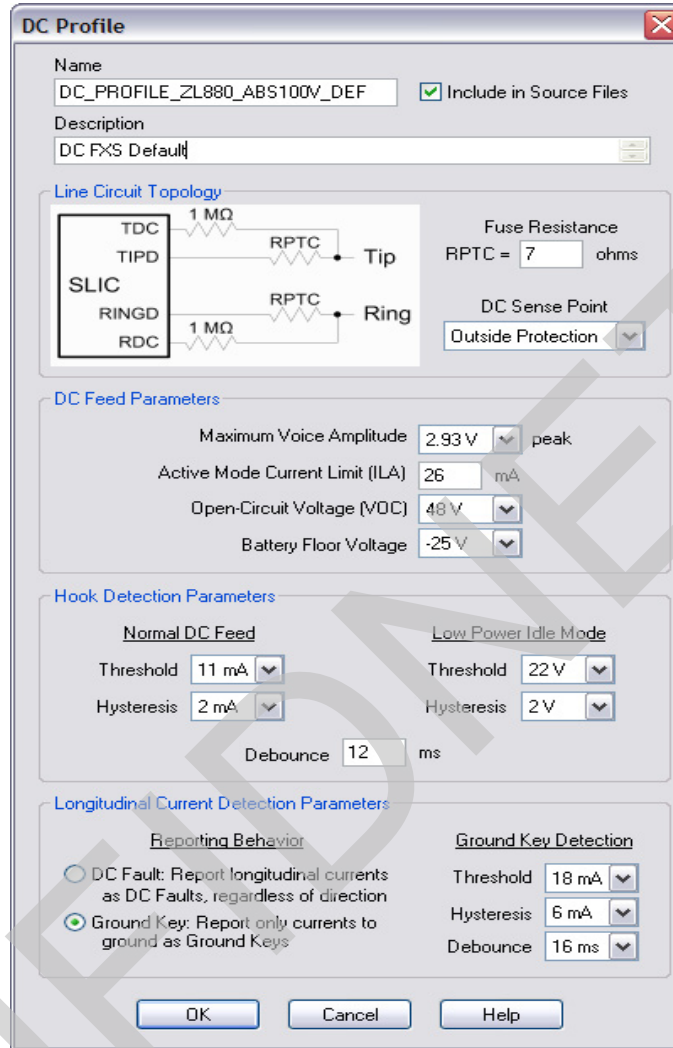 DC Profile
Name
DC_PROFILE_ZL880_ABS100V_DEF
Include in Source Files
Description
DC FXS Default
Line Circuit Topology
TDC
1 MΩ
TIPD
RPTC
Tip
SLIC
RINGD
RPTC
Ring
RDC
1 MΩ
Fuse Resistance
RPTC = 7 ohms
DC Sense Point
Outside Protection
DC Feed Parameters
Maximum Voice Amplitude 2.93 V peak
Active Mode Current Limit (ILA) 26 mA
Open-Circuit Voltage (VOC) 48 V
Battery Floor Voltage -25 V
Hook Detection Parameters
Normal DC Feed
Threshold 11 mA
Hysteresis 2 mA
Low Power Idle Mode
Threshold 22 V
Hysteresis 2 V
Debounce 12 ms
Longitudinal Current Detection Parameters
Reporting Behavior
DC Fault: Report longitudinal currents
as DC Faults, regardless of direction
Ground Key: Report only currents to
ground as Ground Keys
Ground Key Detection
Threshold 18 mA
Hysteresis 6 mA
Debounce 16 ms
OK Cancel Help